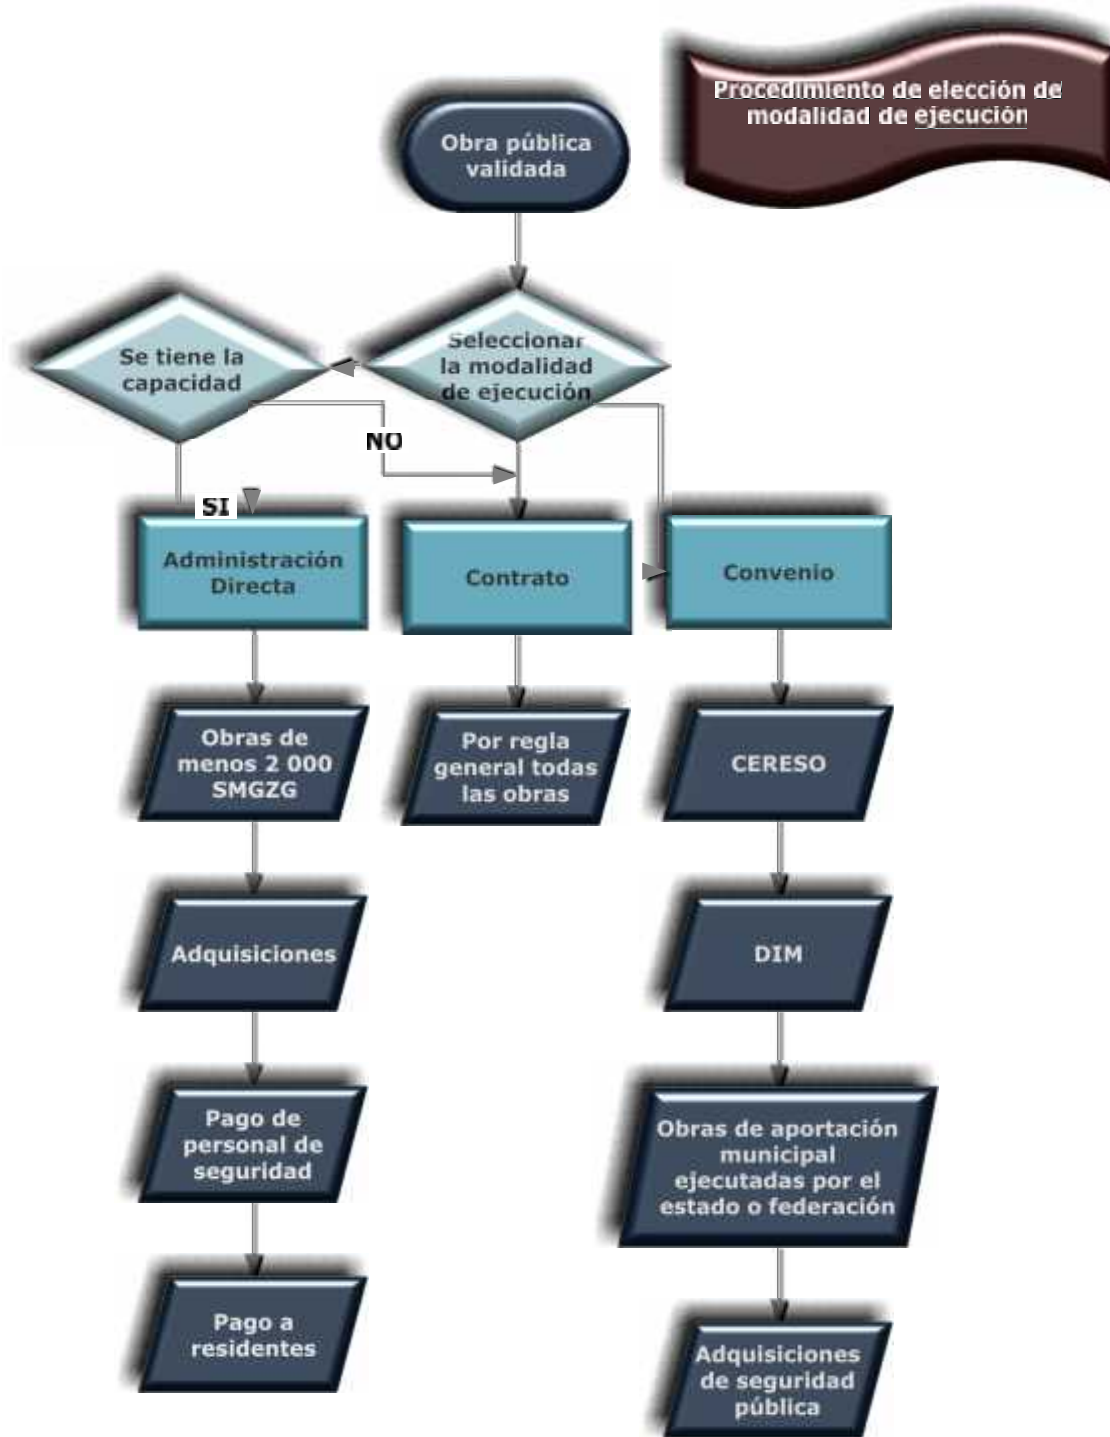 Procedimiento de elección de
modalidad de ejecución
Obra pública
validada
Se tiene la
capacidad
Seleccionar
la modalidad
de ejecución
NO
SI
Administración
Directa
Contrato
Convenio
Obras de
menos 2 000
SMGZG
Por regla
general todas
las obras
CERESO
Adquisiciones
DIM
Pago de
personal de
seguridad
Obras de aportación
municipal
ejecutadas por el
estado o federación
Pago a
residentes
Adquisiciones
de seguridad
pública